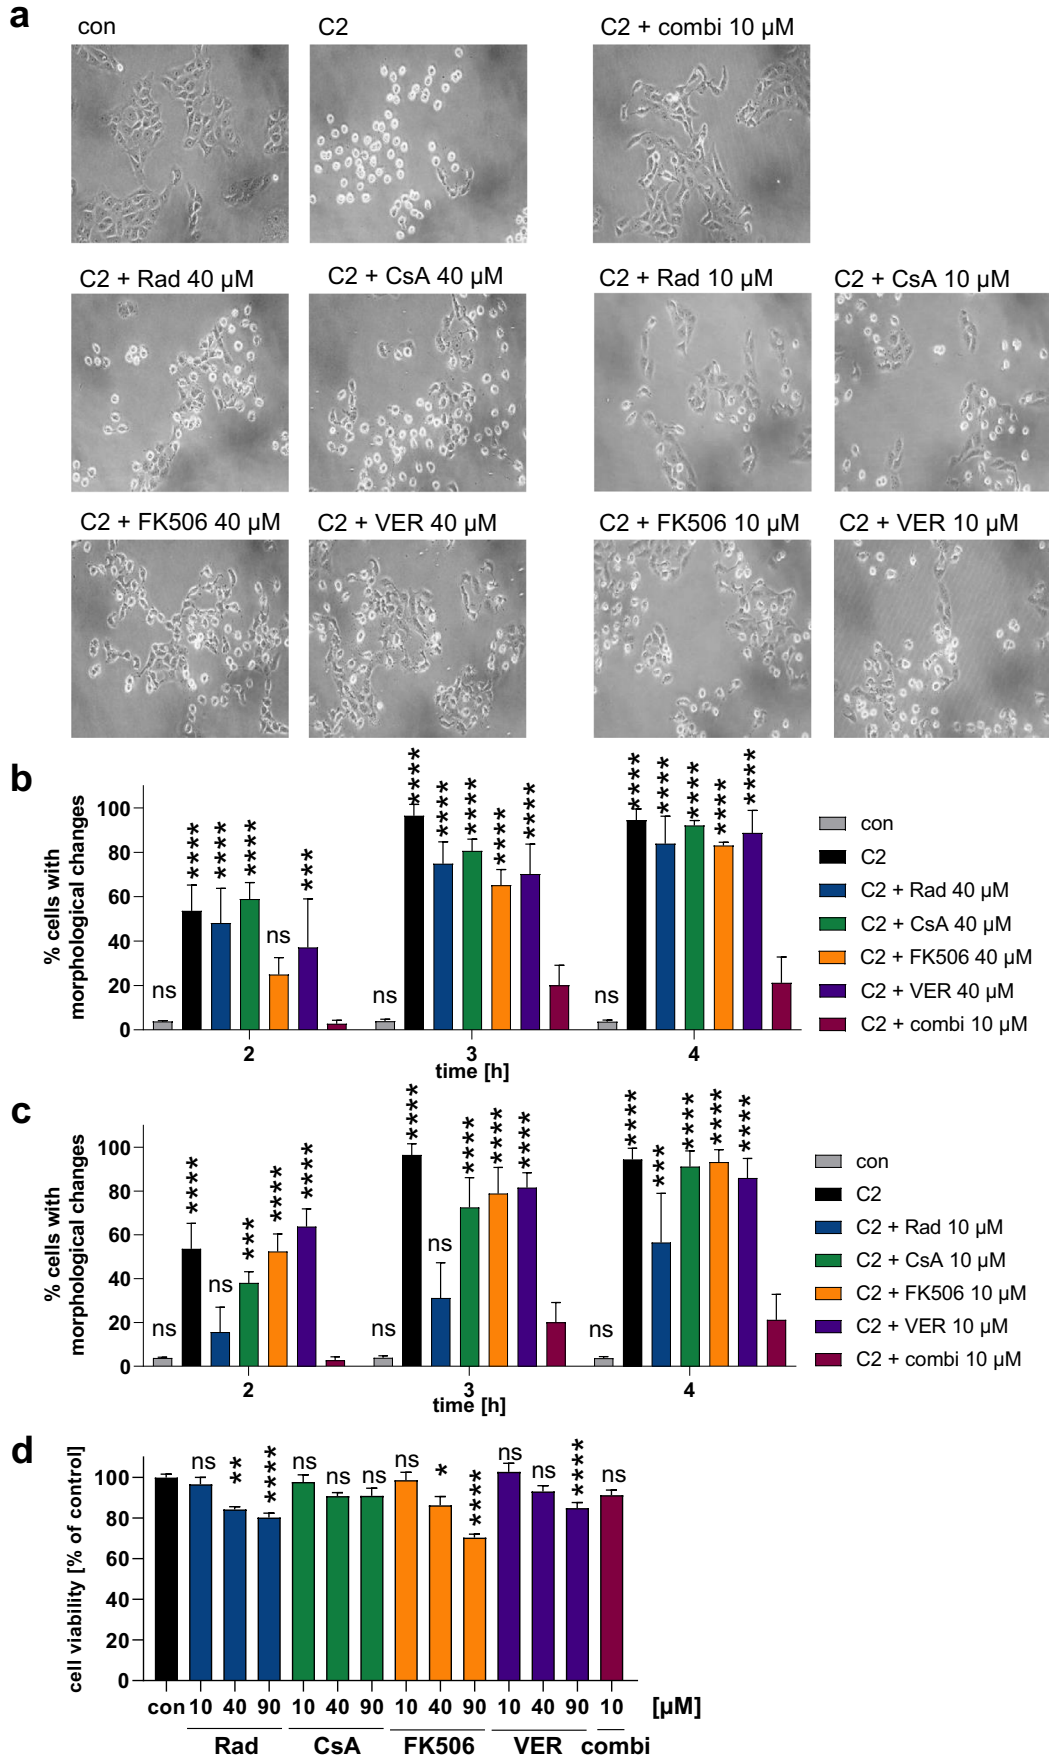 a
con
C2
C2 + combi 10 µM
C2 + Rad 40 µM
C2 + CsA 40 µM
C2 + Rad 10 µM
C2 + CsA 10 µM
C2 + FK506 40 µM
C2 + VER 40 µM
C2 + FK506 10 µM
C2 + VER 10 µM
b
% cells with
morphological changes
100
80
60
40
20
0
ns
****
****
****
ns
***
ns
****
****
****
****
****
ns
****
****
****
****
****
2
3
4
time [h]
con
C2
C2 + Rad 40 µM
C2 + CsA 40 µM
C2 + FK506 40 µM
C2 + VER 40 µM
C2 + combi 10 µM
c
% cells with
morphological changes
100
80
60
40
20
0
ns
****
ns
***
****
****
ns
****
ns
****
****
****
ns
****
***
****
****
****
2
3
4
time [h]
con
C2
C2 + Rad 10 µM
C2 + CsA 10 µM
C2 + FK506 10 µM
C2 + VER 10 µM
C2 + combi 10 µM
d
cell viability [% of control]
100
80
60
40
20
0
ns
**
****
ns
ns
ns
ns
*
****
ns
ns
****
ns
con 10 40 90 10 40 90 10 40 90 10 40 90 10 [µM]
Rad CsA FK506 VER combi